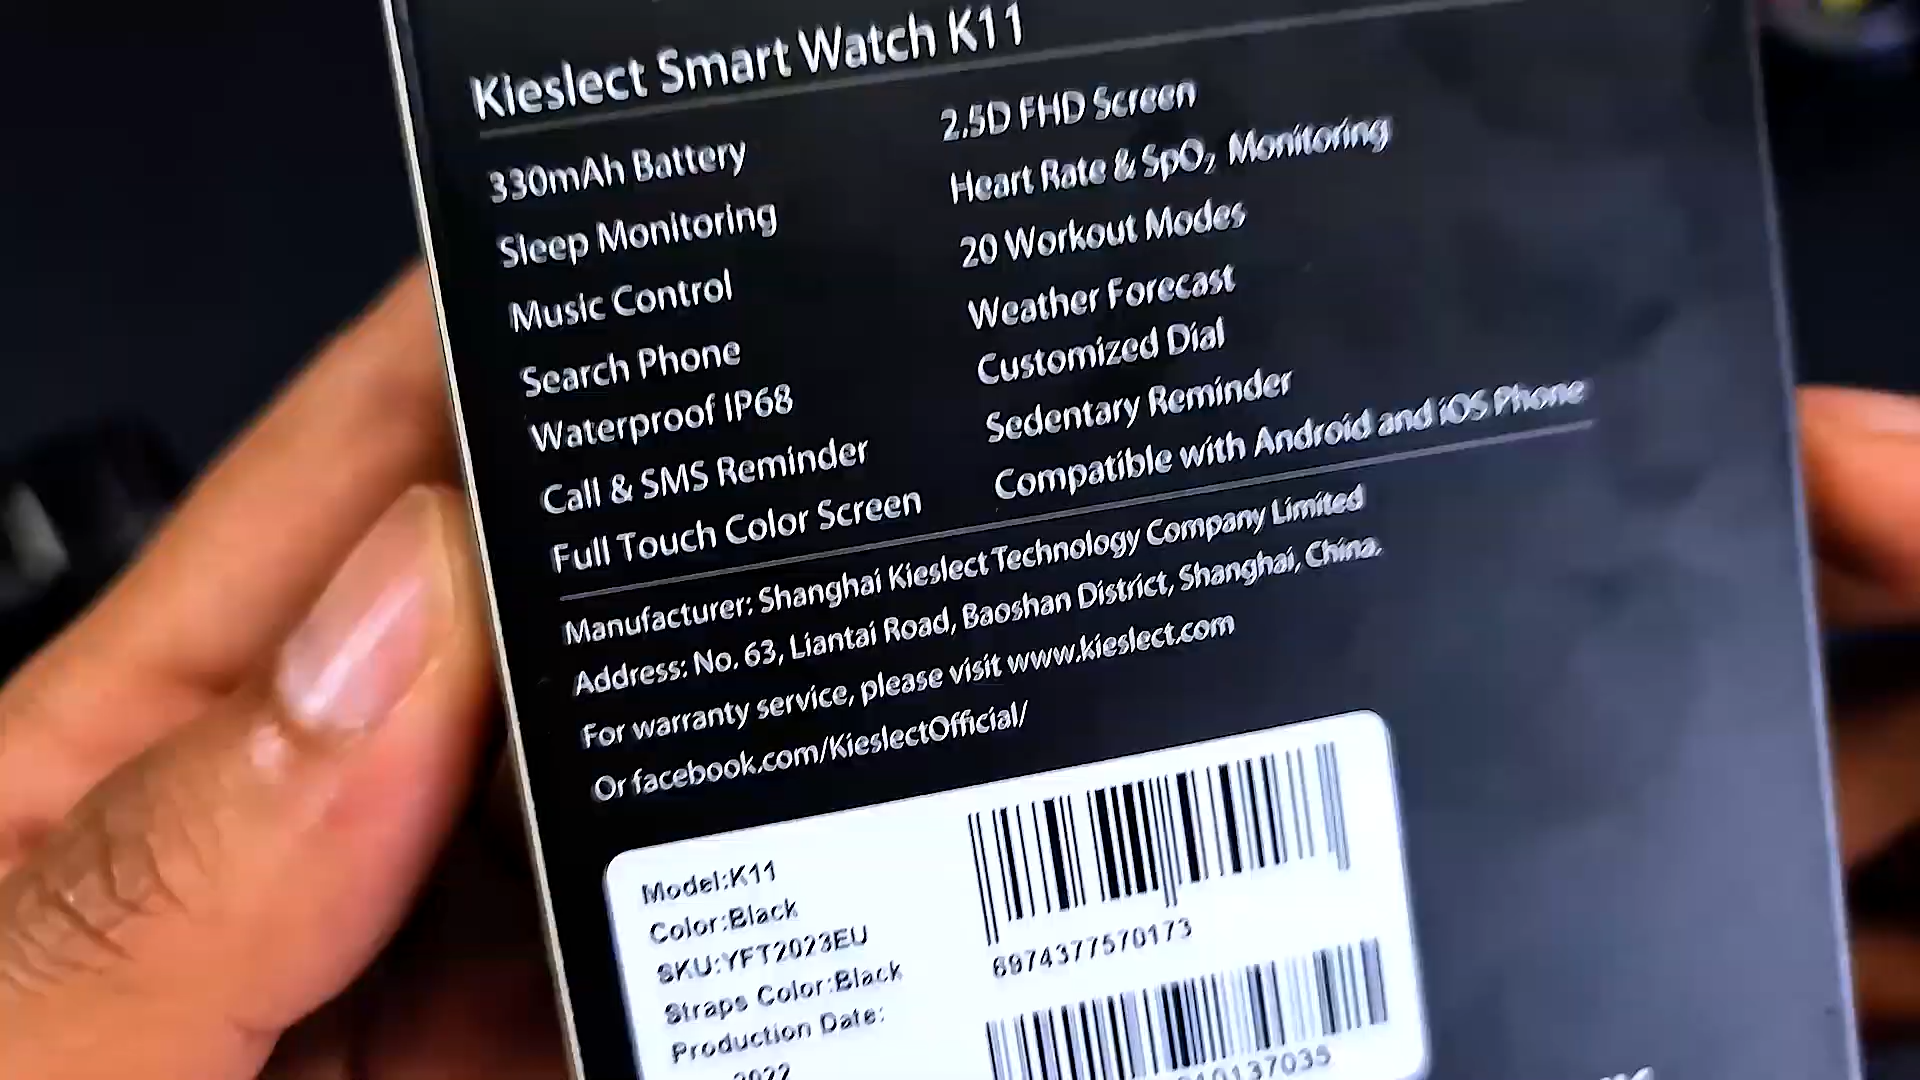 Kieslect Smart Watch K11
330mAh Battery
Sleep Monitoring
Music Control
Search Phone
Waterproof IP68
Call & SMS Reminder
Full Touch Color Screen
2.5D FHD Screen
Heart Rate & SpO₂ Monitoring
20 Workout Modes
Weather Forecast
Customized Dial
Sedentary Reminder
Compatible with Android and iOS Phone
Manufacturer: Shanghai Kieslect Technology Company Limited
Address: No. 63, Liantai Road, Baoshan District, Shanghai, China.
For warranty service, please visit www.kieslect.com
Or facebook.com/KieslectOfficial/
Model:K11
Color:Black
SKU:YFT2023EU
Straps Color:Black
Production Date:
2022
6974377570173